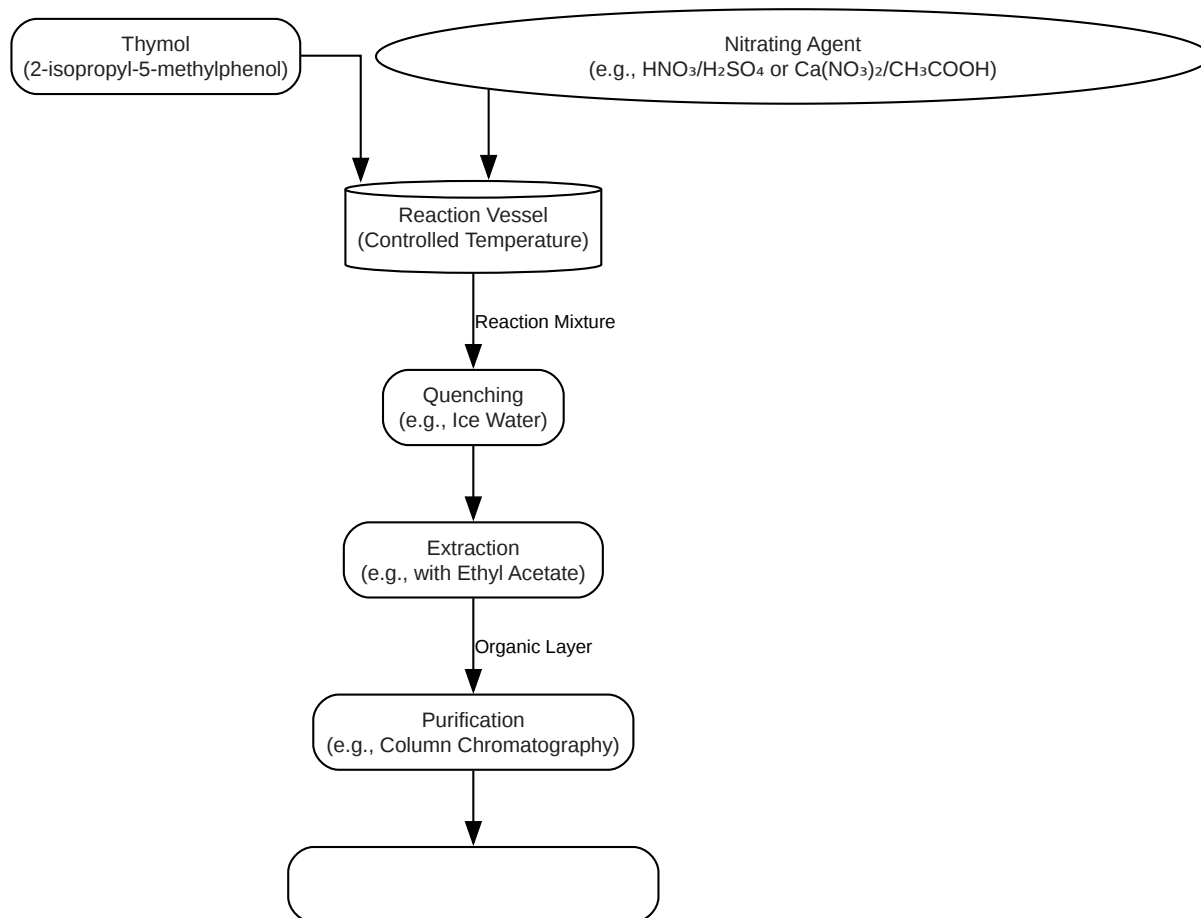 Thymol
(2-isopropyl-5-methylphenol)
Nitrating Agent
(e.g., HNO₃/H₂SO₄ or Ca(NO₃)₂/CH₃COOH)
Reaction Vessel
(Controlled Temperature)
Reaction Mixture
Quenching
(e.g., Ice Water)
Extraction
(e.g., with Ethyl Acetate)
Organic Layer
Purification
(e.g., Column Chromatography)